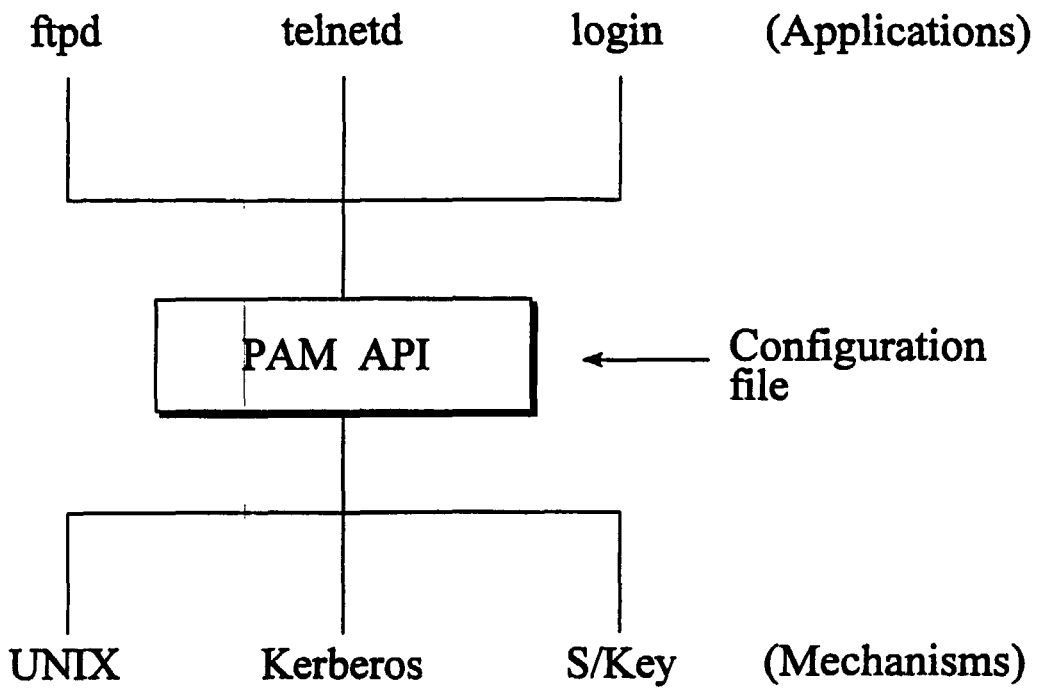 ftpd telnetd login (Applications)
PAM API
Configuration
file
UNIX Kerberos S/Key (Mechanisms)